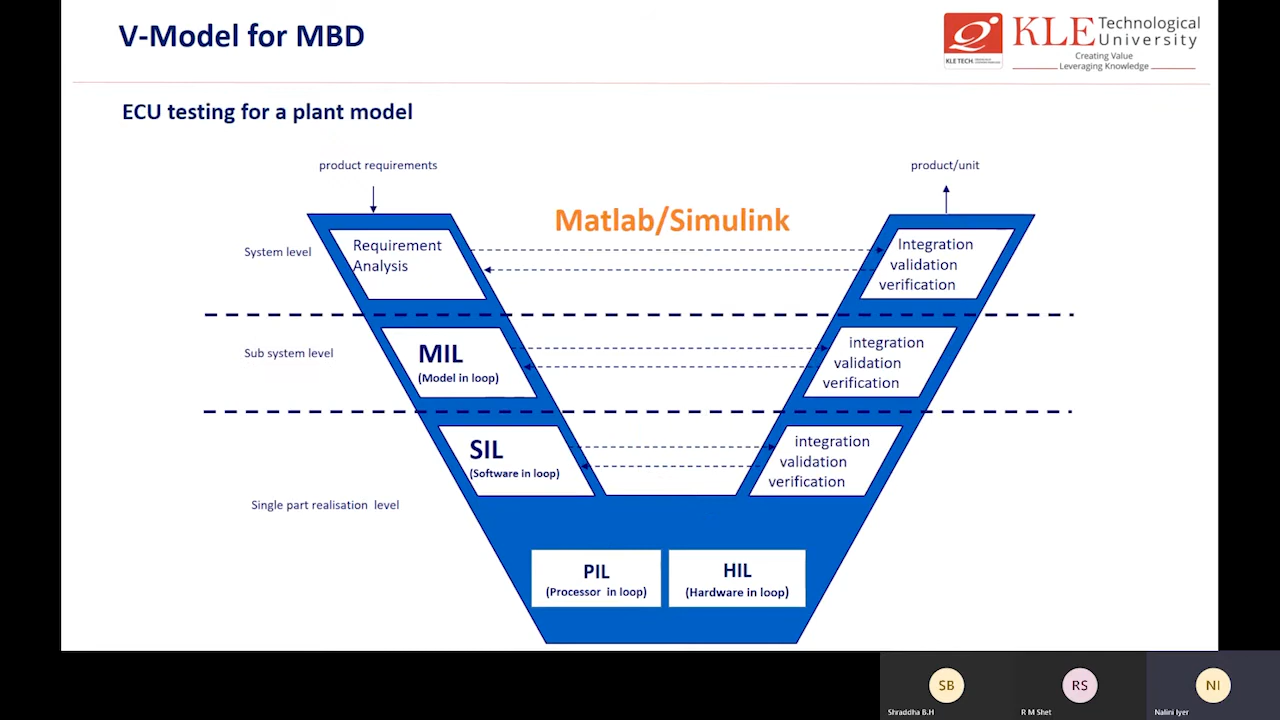 V-Model for MBD
KLE Technological
University
Creating Value
Leveraging Knowledge
KLE TECH.
ECU testing for a plant model
product requirements
product/unit
Matlab/Simulink
System level
Requirement
Analysis
Integration
validation
verification
Sub system level
MIL
(Model in loop)
integration
validation
verification
SIL
(Software in loop)
integration
validation
verification
Single part realisation level
PIL
(Processor in loop)
HIL
(Hardware in loop)
SB
RS
NI
Shraddha B.H
R M Shet
Nalini Iyer